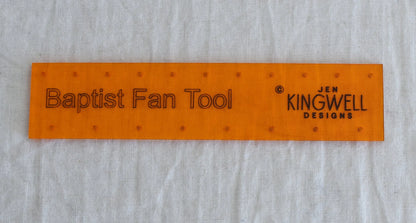 Baptist Fan Tool
© JEN
KINGWELL
DESIGNS